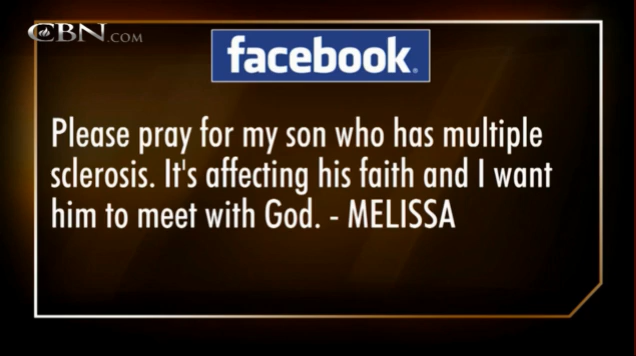 CBN.COM
facebook.
Please pray for my son who has multiple
sclerosis. It's affecting his faith and I want
him to meet with God. - MELISSA